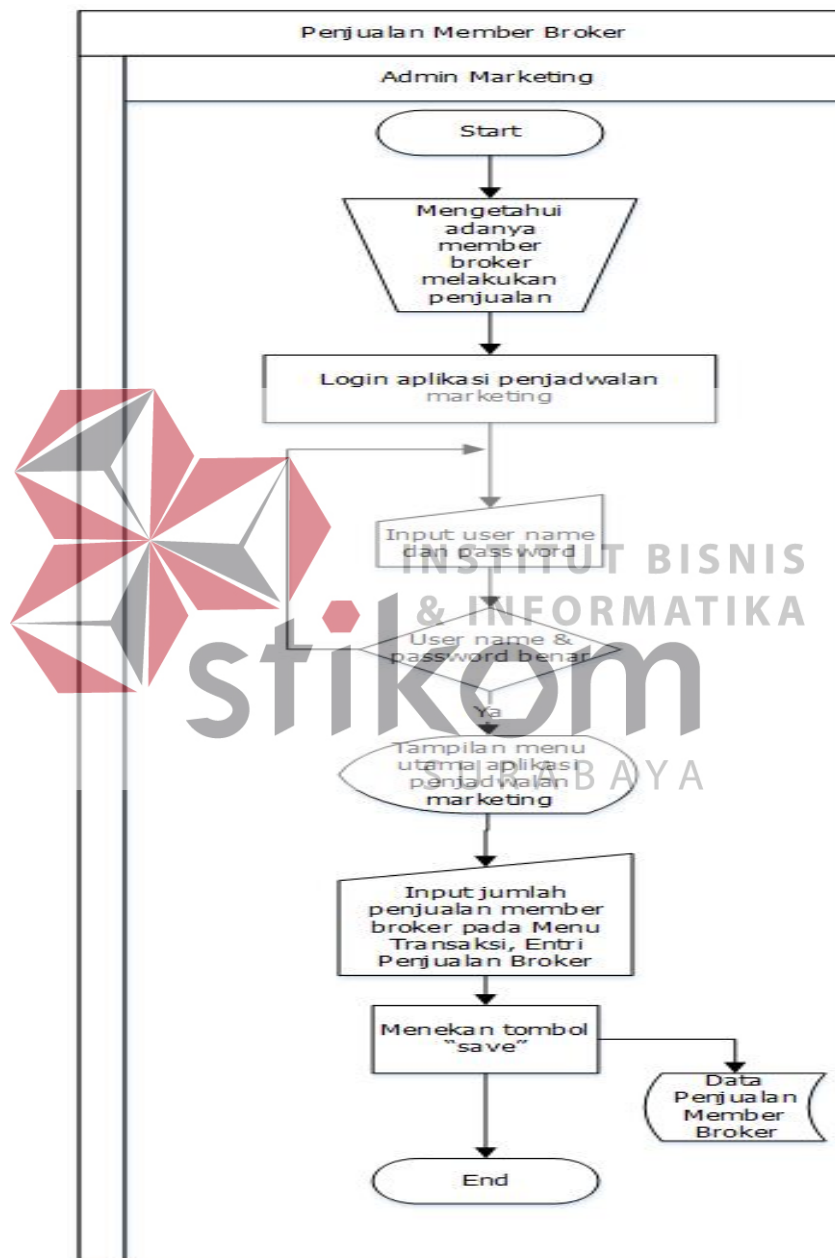 Penjualan Member Broker
Admin Marketing
Start
Mengetahui
adanya
member
broker
melakukan
penjualan
Login aplikasi penjadwalan
marketing
Input user name
dan password
INSTITUT BISNIS
& INFORMATIKA
User name &
password benar
stikom
Ya
Tampilan menu
utama aplikasi
penjadwalan
marketing
SURABAYA
Input jumlah
penjualan member
broker pada Menu
Transaksi, Entri
Penjualan Broker
Menekan tombol
“save”
Data
Penjualan
Member
Broker
End